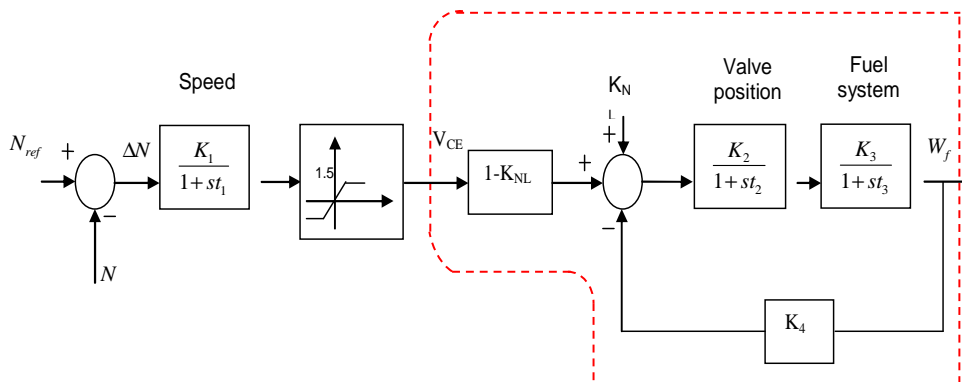 Speed
Valve
position
Fuel
system
K_N
L
N_ref
+
ΔN
K_1
1 + st_1
−
N
1.5
V_CE
1-K_NL
+
+
−
K_2
1 + st_2
K_3
1 + st_3
W_f
K_4